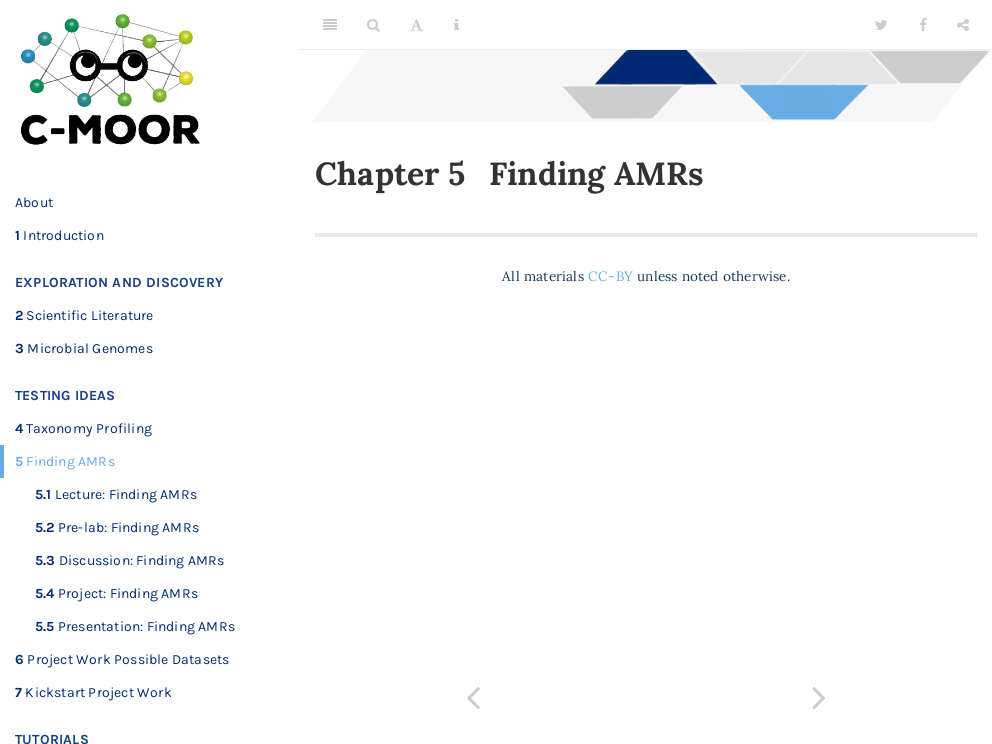 C-MOOR
About
1 Introduction
EXPLORATION AND DISCOVERY
2 Scientific Literature
3 Microbial Genomes
TESTING IDEAS
4 Taxonomy Profiling
5 Finding AMRs
5.1 Lecture: Finding AMRs
5.2 Pre-lab: Finding AMRs
5.3 Discussion: Finding AMRs
5.4 Project: Finding AMRs
5.5 Presentation: Finding AMRs
6 Project Work Possible Datasets
7 Kickstart Project Work
TUTORIALS
Chapter 5 Finding AMRs
All materials CC-BY unless noted otherwise.